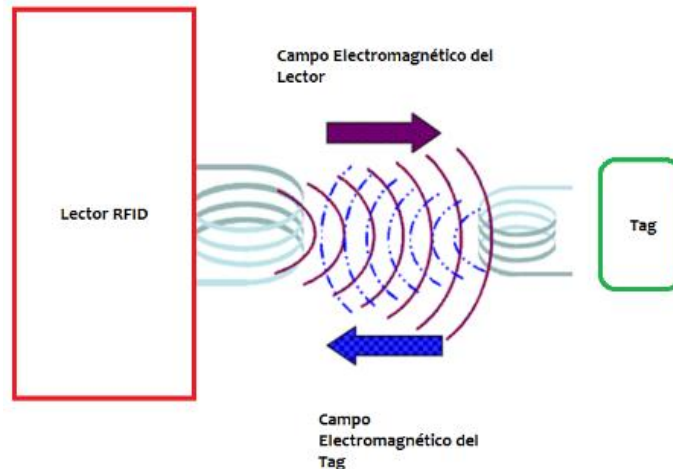 Campo Electromagnético del
Lector
Lector RFID
Tag
Campo
Electromagnético del
Tag